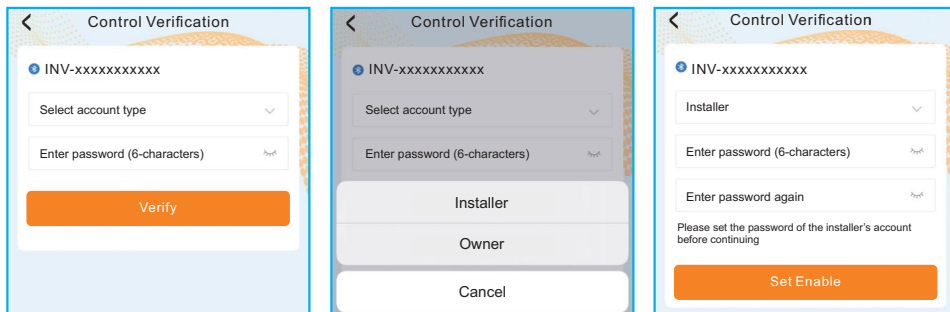 Control Verification
INV-xxxxxxxxxxx
Select account type
Enter password (6-characters)
Verify
Control Verification
INV-xxxxxxxxxxx
Select account type
Enter password (6-characters)
Installer
Owner
Cancel
Control Verification
INV-xxxxxxxxxxx
Installer
Enter password (6-characters)
Enter password again
Please set the password of the installer's account
before continuing
Set Enable